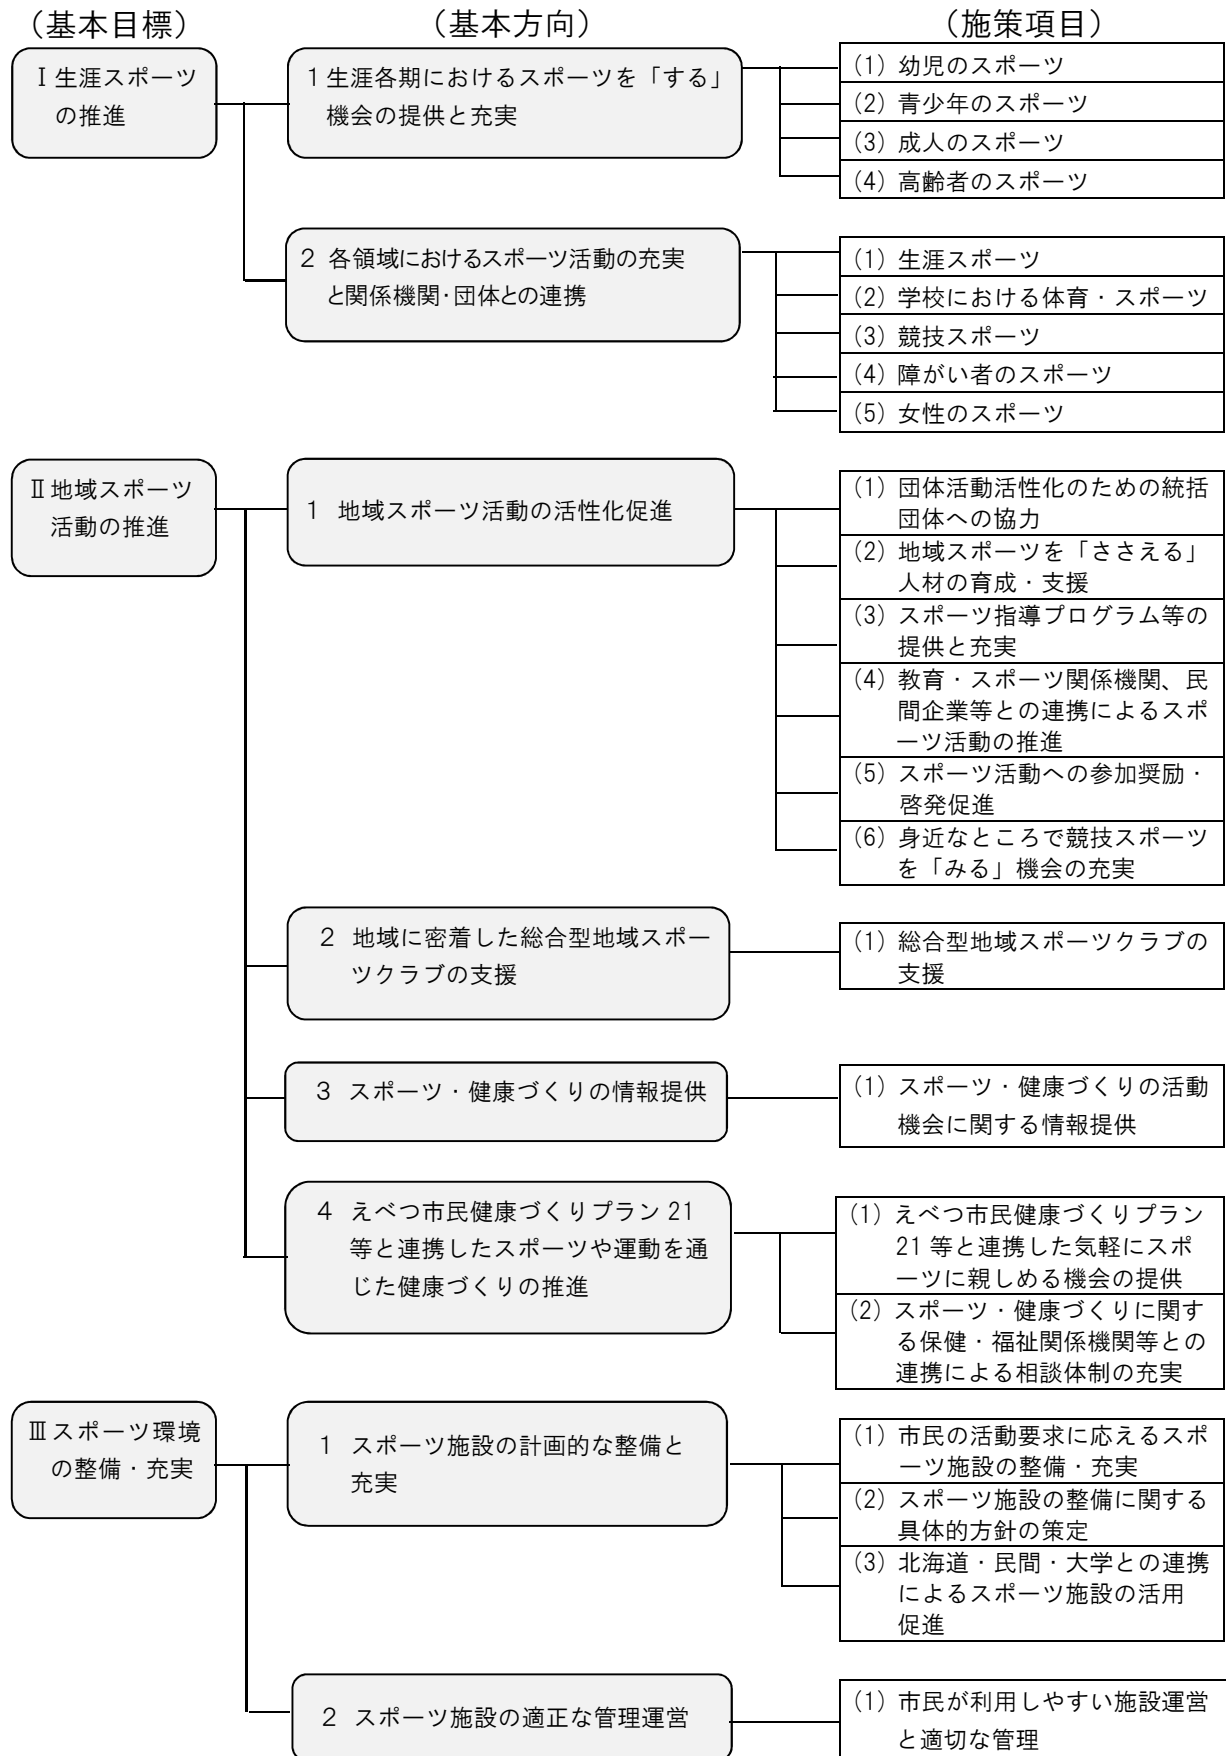 （基本目標）
（基本方向）
（施策項目）
Ⅰ生涯スポーツ
の推進
1 生涯各期におけるスポーツを「する」
機会の提供と充実
(1) 幼児のスポーツ
(2) 青少年のスポーツ
(3) 成人のスポーツ
(4) 高齢者のスポーツ
2 各領域におけるスポーツ活動の充実
と関係機関・団体との連携
(1) 生涯スポーツ
(2) 学校における体育・スポーツ
(3) 競技スポーツ
(4) 障がい者のスポーツ
(5) 女性のスポーツ
Ⅱ地域スポーツ
活動の推進
1 地域スポーツ活動の活性化促進
(1) 団体活動活性化のための統括
団体への協力
(2) 地域スポーツを「ささえる」
人材の育成・支援
(3) スポーツ指導プログラム等の
提供と充実
(4) 教育・スポーツ関係機関、民
間企業等との連携によるスポ
ーツ活動の推進
(5) スポーツ活動への参加奨励・
啓発促進
(6) 身近なところで競技スポーツ
を「みる」機会の充実
2 地域に密着した総合型地域スポー
ツクラブの支援
(1) 総合型地域スポーツクラブの
支援
3 スポーツ・健康づくりの情報提供
(1) スポーツ・健康づくりの活動
機会に関する情報提供
4 えべつ市民健康づくりプラン 21
等と連携したスポーツや運動を通
じた健康づくりの推進
(1) えべつ市民健康づくりプラン
21 等と連携した気軽にスポ
ーツに親しめる機会の提供
(2) スポーツ・健康づくりに関す
る保健・福祉関係機関等との
連携による相談体制の充実
Ⅲスポーツ環境
の整備・充実
1 スポーツ施設の計画的な整備と
充実
(1) 市民の活動要求に応えるスポ
ーツ施設の整備・充実
(2) スポーツ施設の整備に関する
具体的方針の策定
(3) 北海道・民間・大学との連携
によるスポーツ施設の活用
促進
2 スポーツ施設の適正な管理運営
(1) 市民が利用しやすい施設運営
と適切な管理